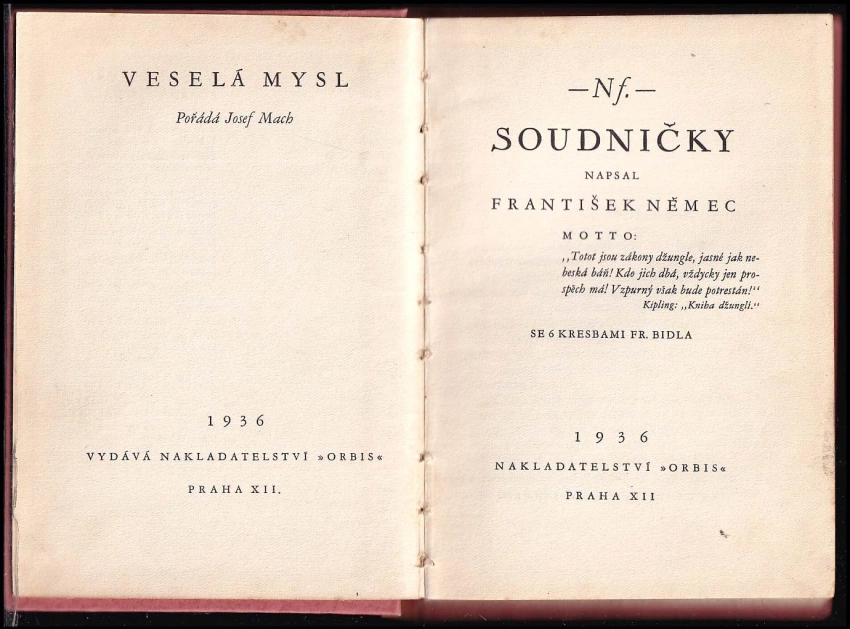 VESELÁ MYSL
Pořádá Josef Mach
1936
VYDÁVÁ NAKLADATELSTVÍ »ORBIS«
PRAHA XII.
—Nf.—
SOUDNIČKY
NAPSAL
FRANTIŠEK NĚMEC
MOTTO:
,,Totot jsou zákony džungle, jasné jak ne-
beská báň! Kdo jich dbá, vždycky jen pro-
spěch má! Vzpurný však bude potrestán!"
Kipling: ,,Kniha džunglí."
SE 6 KRESBAMI FR. BIDLA
1936
NAKLADATELSTVÍ »ORBIS«
PRAHA XII